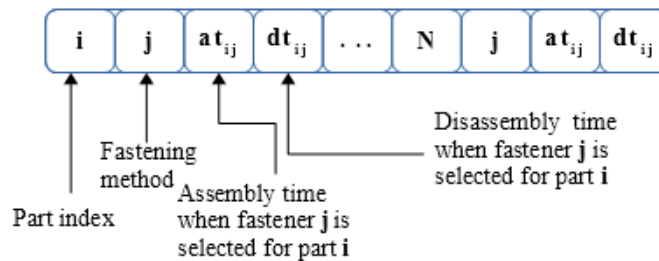 i j at_ij dt_ij ... N j at_ij dt_ij
Disassembly time
when fastener j is
selected for part i
Fastening
method
Assembly time
when fastener j is
selected for part i
Part index